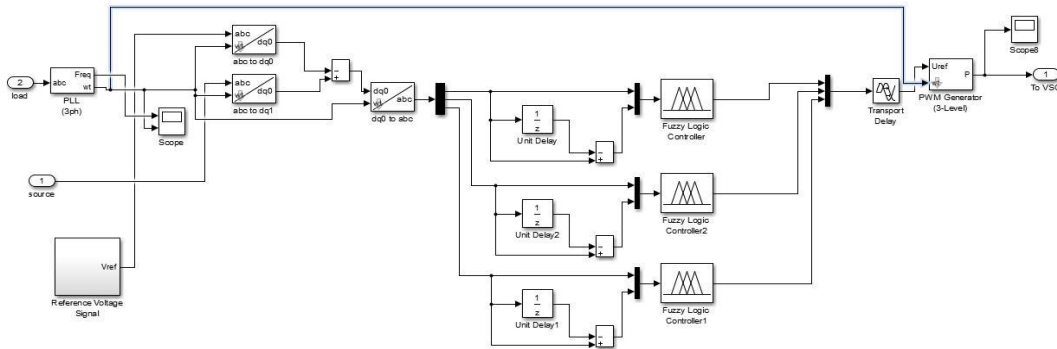 2
load
abc
Freq
wt
PLL
(3ph)
Scope
1
source
Vref
Reference Voltage
Signal
abc
wt
dq0
abc to dq0
abc
wt
dq0
abc to dq1
dq0
wt
abc
dq0 to abc
1
z
Unit Delay
Fuzzy Logic
Controller
1
z
Unit Delay2
Fuzzy Logic
Controller2
1
z
Unit Delay1
Fuzzy Logic
Controller1
Transport
Delay
Uref
P
PWM Generator
(3-Level)
Scope8
1
To VSC